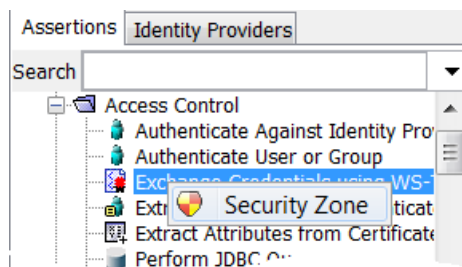 Assertions Identity Providers
Search
Access Control
Authenticate Against Identity Pro
Authenticate User or Group
Exchange Credentials using WS-T
Extr Security Zone ticat
Extract Attributes from Certificate
Perform JDBC